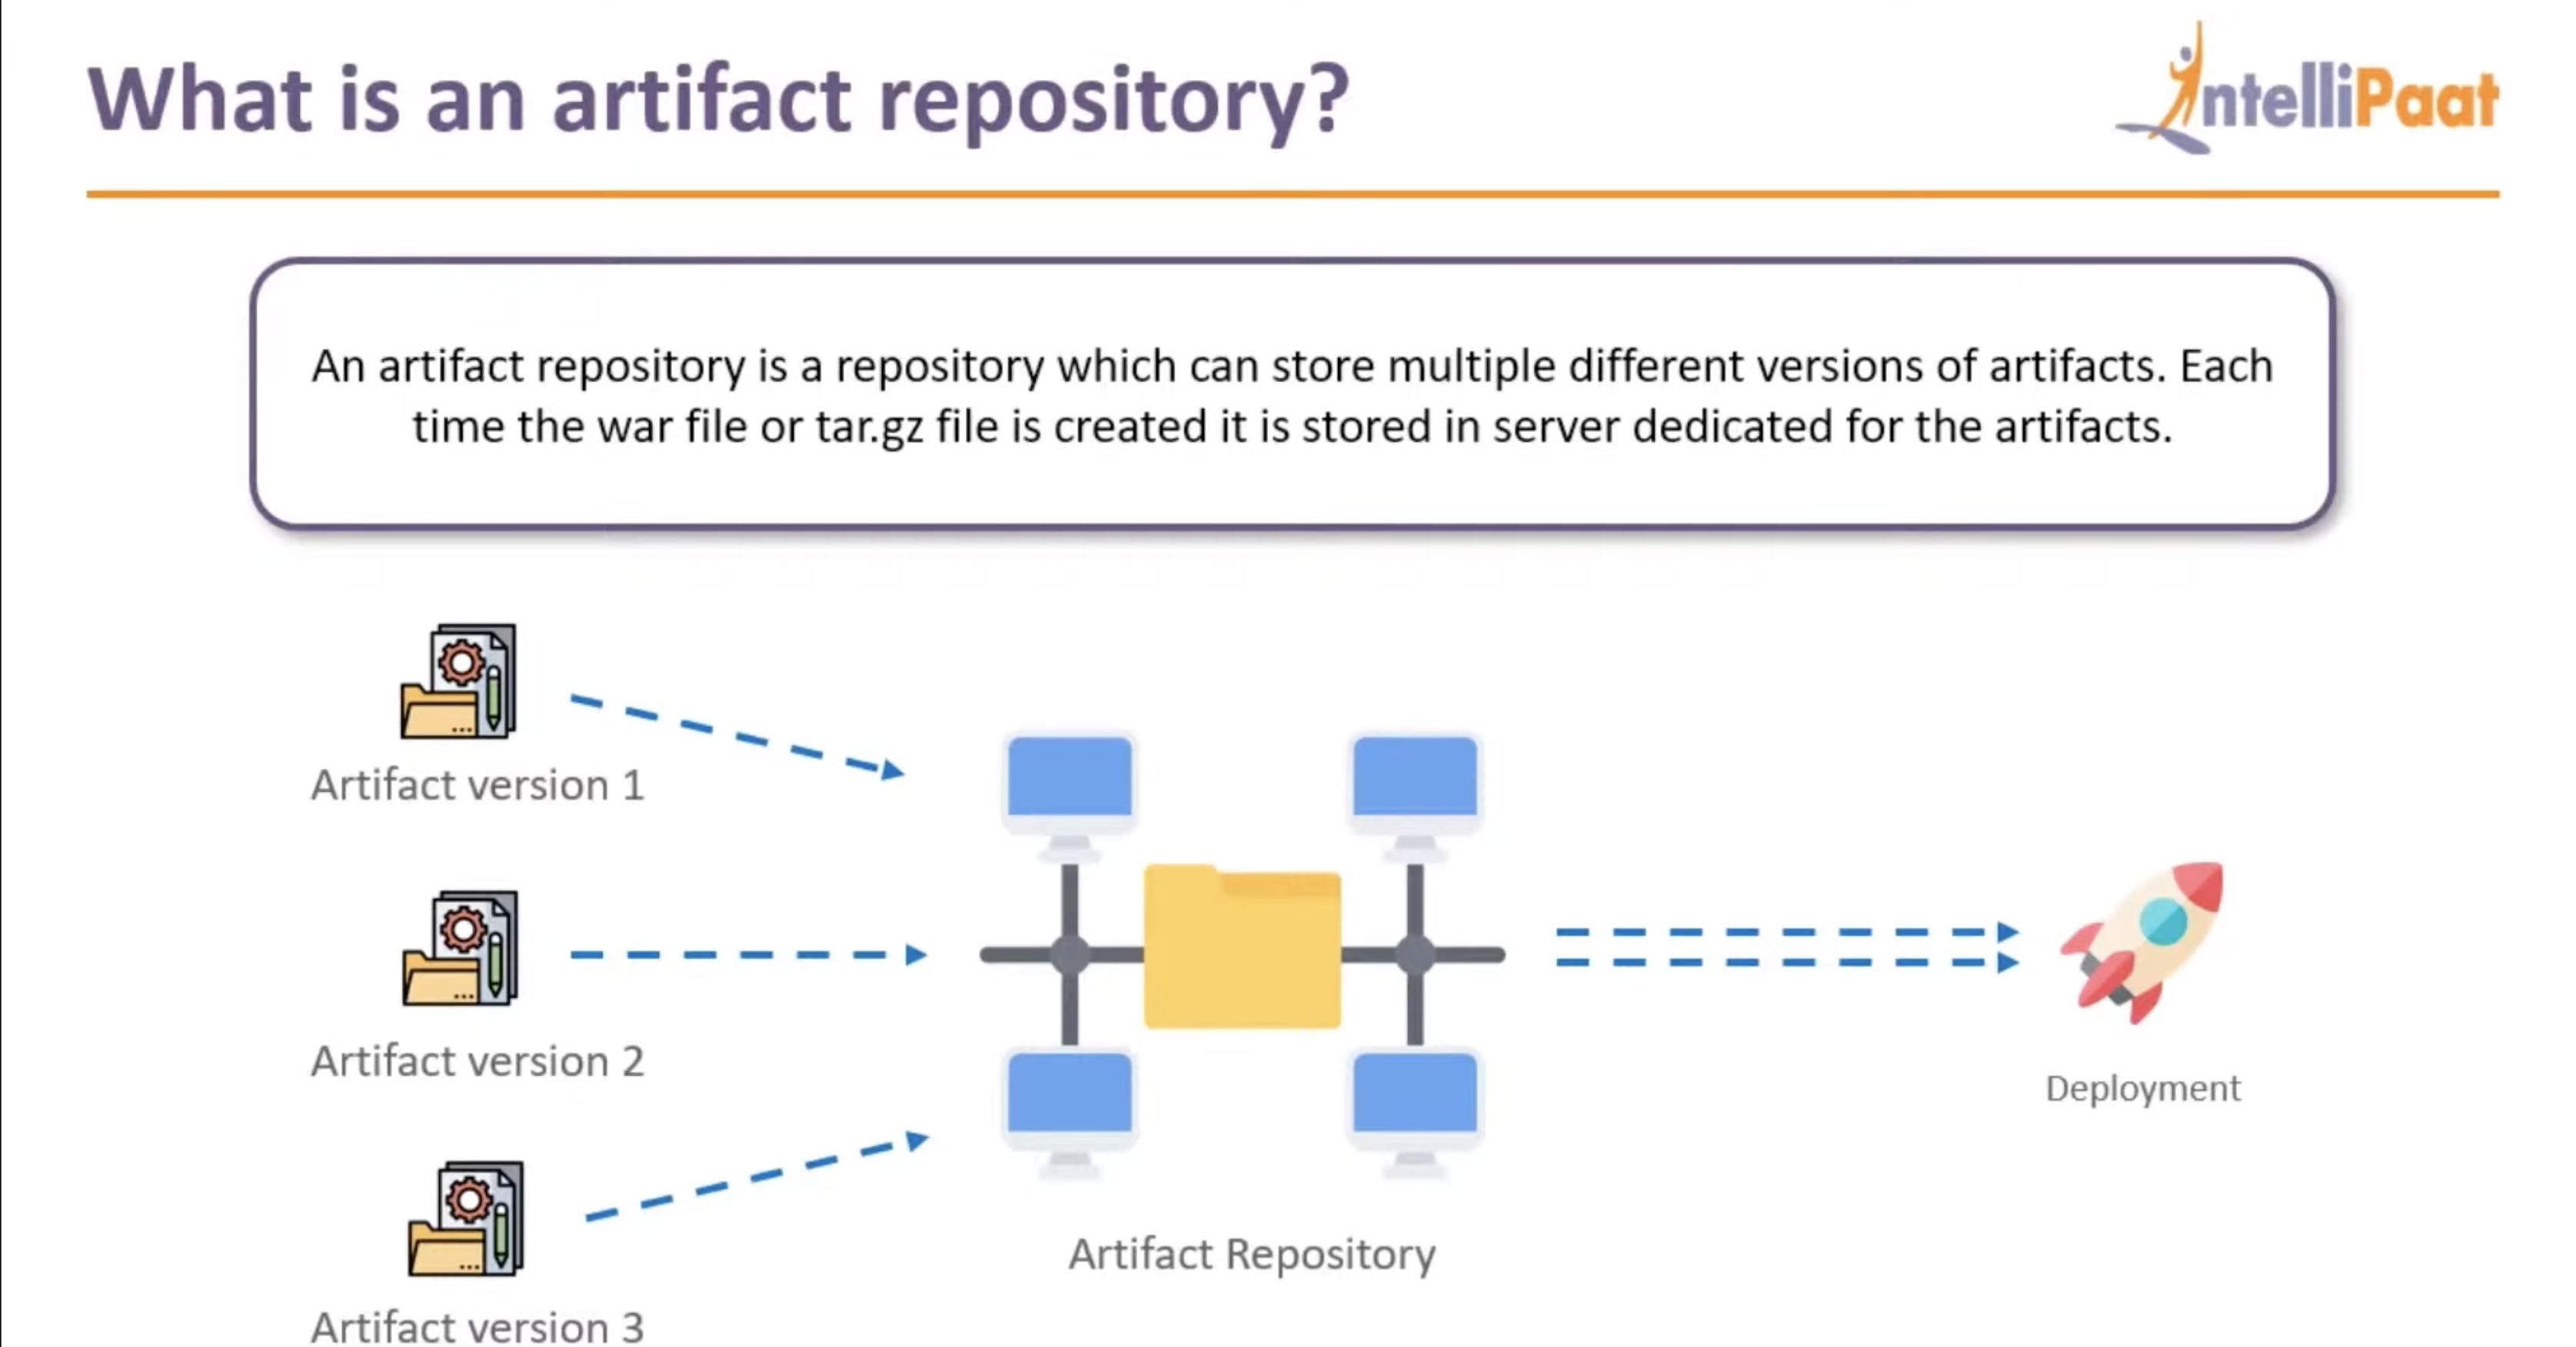 What is an artifact repository?
IntelliPaat
An artifact repository is a repository which can store multiple different versions of artifacts. Each
time the war file or tar.gz file is created it is stored in server dedicated for the artifacts.
Artifact version 1
Artifact version 2
Deployment
Artifact Repository
Artifact version 3